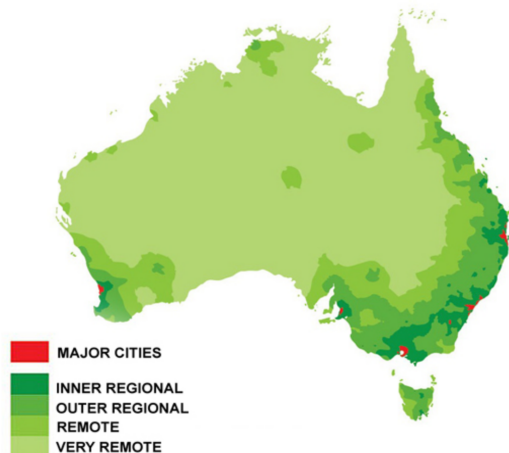 MAJOR CITIES
INNER REGIONAL
OUTER REGIONAL
REMOTE
VERY REMOTE